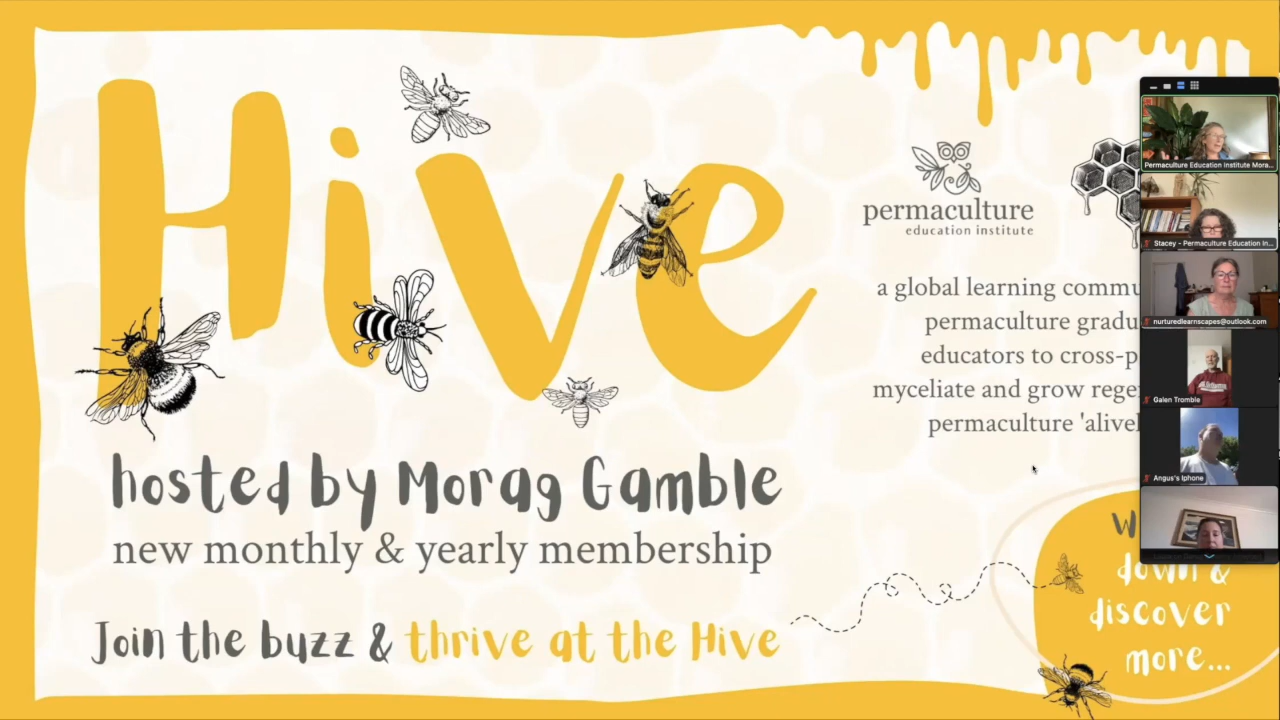 Hive
hosted by Morag Gamble
new monthly & yearly membership
Join the buzz & thrive at the Hive
permaculture
education institute
a global learning commu
permaculture gradu
educators to cross-p
myceliate and grow rege
permaculture 'alivel
down &
discover
more...
Permaculture Education Institute Mora...
Stacey - Permaculture Education In...
nurturedlearnscapes@outlook.com
Galen Tromble
Angus's Iphone